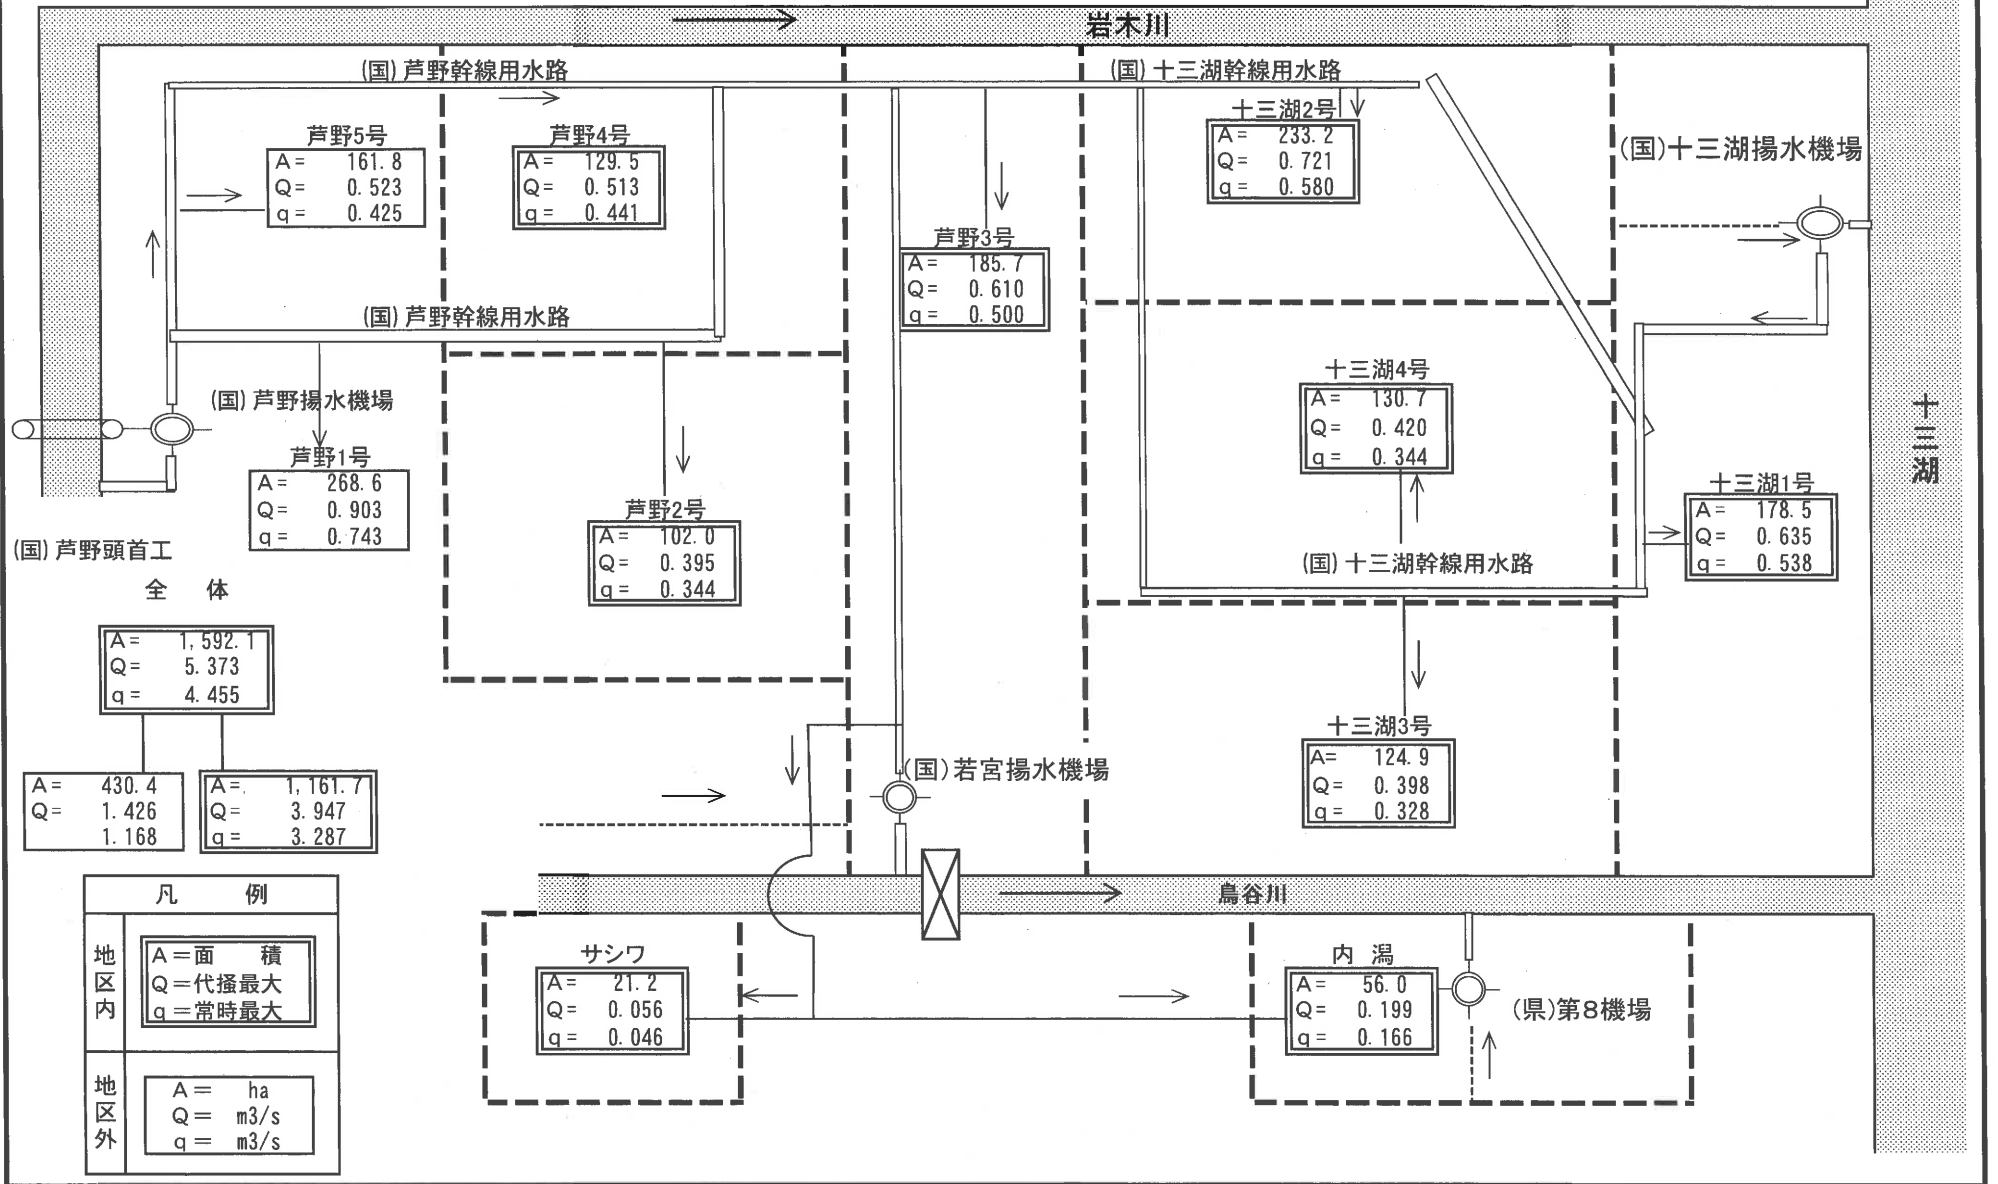 岩木川
(国) 芦野幹線用水路
(国) 十三湖幹線用水路
芦野5号
A= 161.8
Q= 0.523
q= 0.425
芦野4号
A= 129.5
Q= 0.513
q= 0.441
十三湖2号
A= 233.2
Q= 0.721
q= 0.580
(国)十三湖揚水機場
芦野3号
A= 185.7
Q= 0.610
q= 0.500
(国) 芦野幹線用水路
(国) 芦野揚水機場
芦野1号
A= 268.6
Q= 0.903
q= 0.743
芦野2号
A= 102.0
Q= 0.395
q= 0.344
十三湖4号
A= 130.7
Q= 0.420
q= 0.344
(国) 十三湖幹線用水路
十三湖1号
A= 178.5
Q= 0.635
q= 0.538
十三湖
(国) 芦野頭首工
全 体
A= 1,592.1
Q= 5.373
q= 4.455
A= 430.4
Q= 1.426
1.168
A= 1,161.7
Q= 3.947
q= 3.287
十三湖3号
A= 124.9
Q= 0.398
q= 0.328
(国)若宮揚水機場
鳥谷川
サシワ
A= 21.2
Q= 0.056
q= 0.046
内 潟
A= 56.0
Q= 0.199
q= 0.166
(県)第8機場
凡 例
地区内
A=面 積
Q=代掻最大
q=常時最大
地区外
A= ha
Q= m3/s
q= m3/s